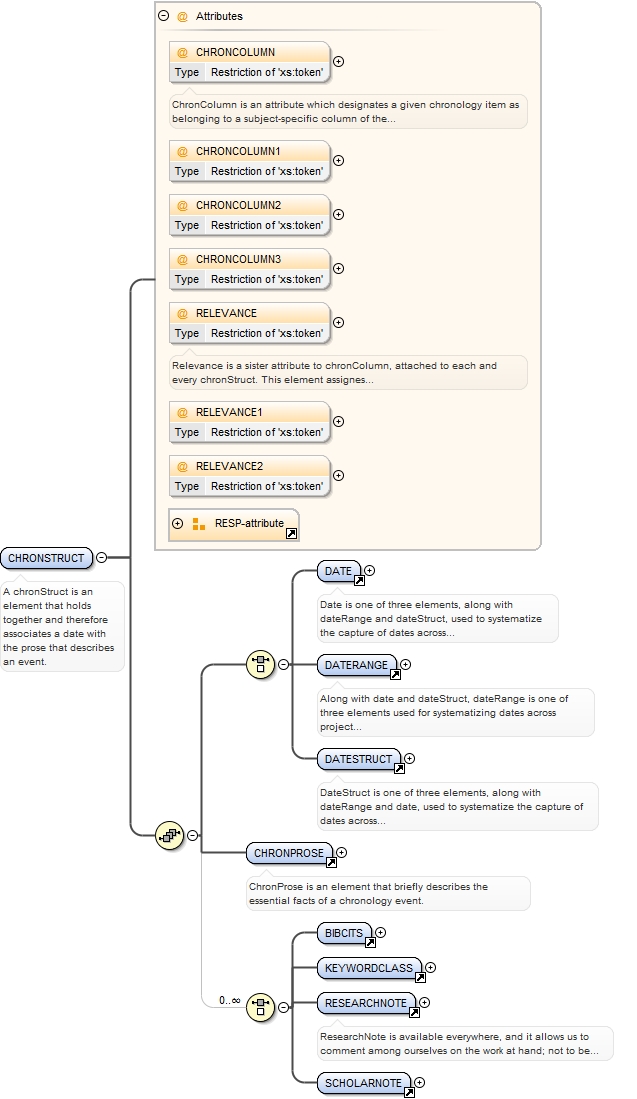 @ Attributes
@ CHRONCOLUMN
Type Restriction of 'xs:token'
ChronColumn is an attribute which designates a given chronology item as
belonging to a subject-specific column of the...
@ CHRONCOLUMN1
Type Restriction of 'xs:token'
@ CHRONCOLUMN2
Type Restriction of 'xs:token'
@ CHRONCOLUMN3
Type Restriction of 'xs:token'
@ RELEVANCE
Type Restriction of 'xs:token'
Relevance is a sister attribute to chronColumn, attached to each and
every chronStruct. This element assignes...
@ RELEVANCE1
Type Restriction of 'xs:token'
@ RELEVANCE2
Type Restriction of 'xs:token'
RESP-attribute
CHRONSTRUCT
A chronStruct is an
element that holds
together and therefore
associates a date with
the prose that describes
an event.
DATE
Date is one of three elements, along with
dateRange and dateStruct, used to systematize
the capture of dates across...
DATERANGE
Along with date and dateStruct, dateRange is one of
three elements used for systematizing dates across
project...
DATESTRUCT
DateStruct is one of three elements, along with
dateRange and date, used to systematize the capture of
dates across...
CHRONPROSE
ChronProse is an element that briefly describes the
essential facts of a chronology event.
0..∞
BIBCITS
KEYWORDCLASS
RESEARCHNOTE
ResearchNote is available everywhere, and it allows us to
comment among ourselves on the work at hand; not to be...
SCHOLARNOTE